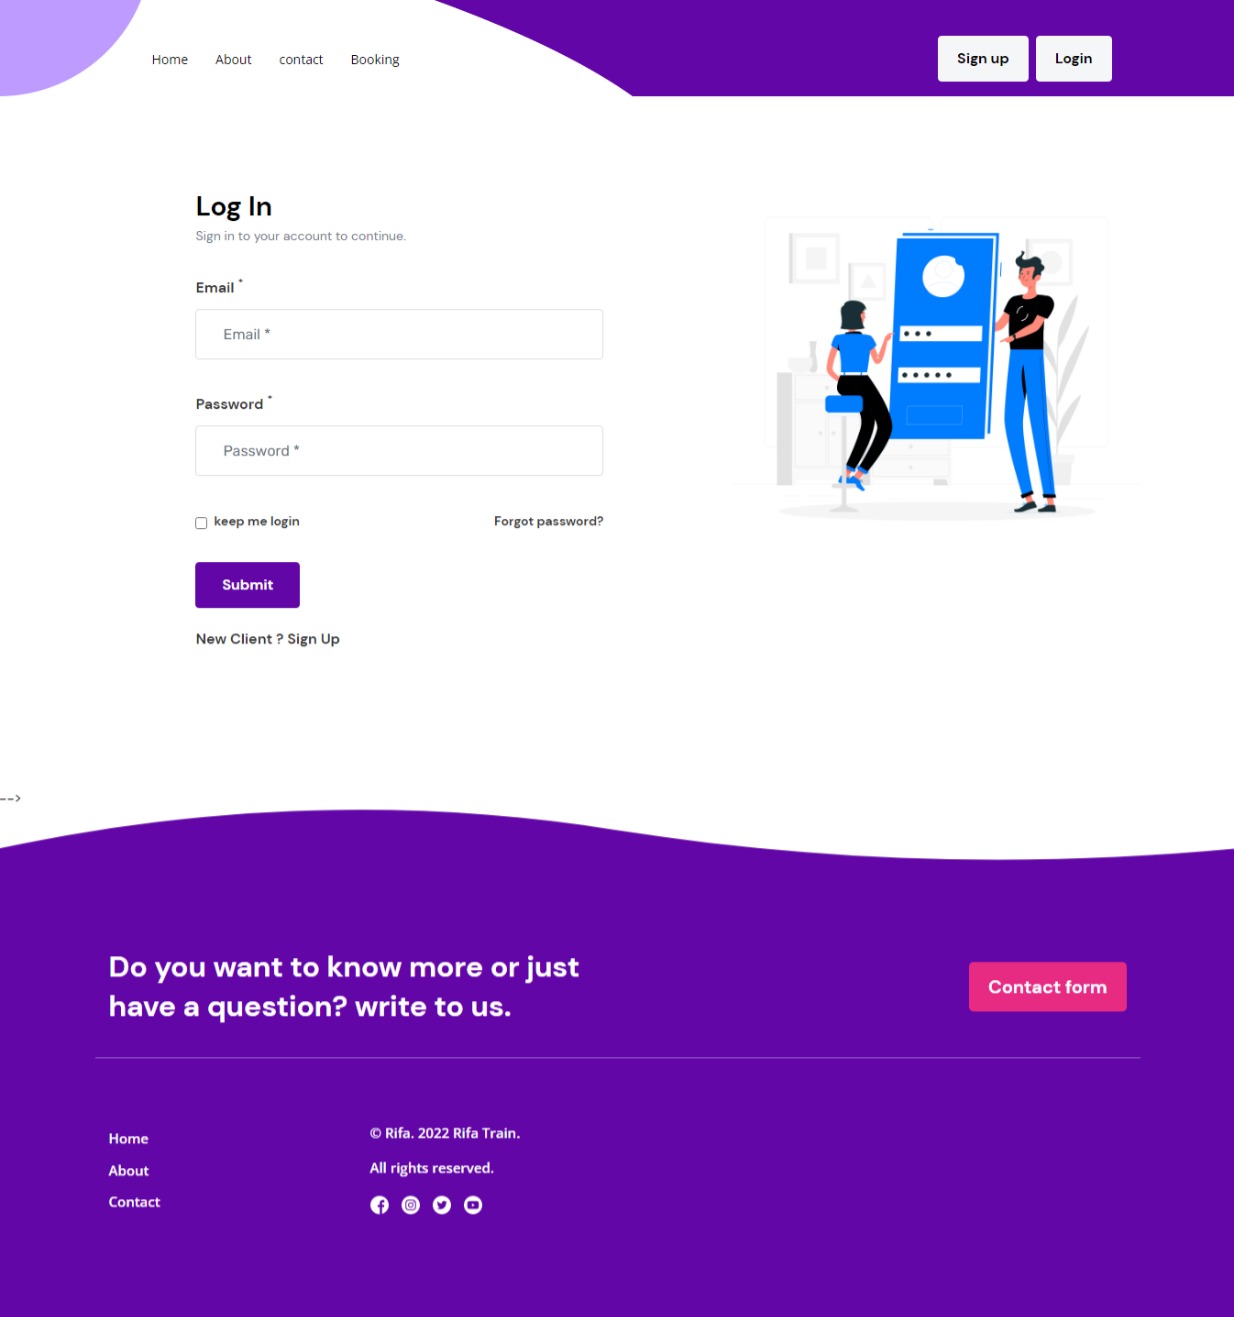 Home About contact Booking Sign up Login
Log In
Sign in to your account to continue.
Email *
Email *
Password *
Password *
keep me login Forgot password?
Submit
New Client ? Sign Up
-->
Do you want to know more or just
have a question? write to us.
Contact form
Home
About
Contact
© Rifa. 2022 Rifa Train.
All rights reserved.